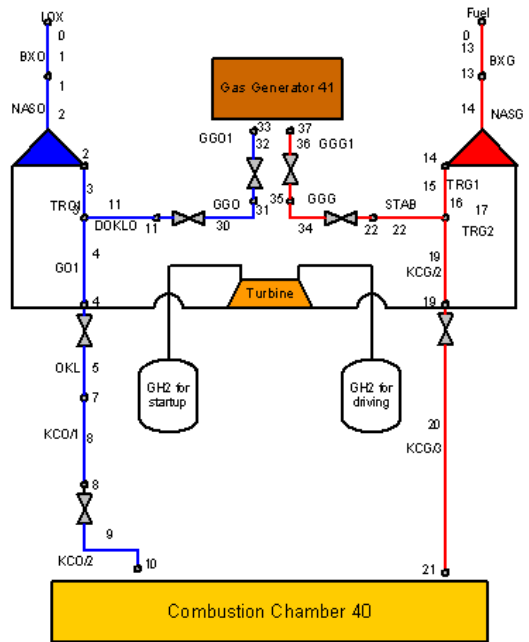 LOX
0
BXO
1
1
NASO
2
2
3
TRG1
3
11
DOKLO
11
GGO
30
31
32
33
GGO1
Gas Generator 41
37
36
GGG1
35
GGG
34
STAB
22
22
Fuel
0
13
BXG
13
14
NASG
14
15
TRG1
16
17
TRG2
4
GO1
4
19
KCG/2
19
Turbine
GH2 for
startup
GH2 for
driving
OKL
5
7
KCO/1
8
8
9
KCO/2
10
20
KCG/3
21
Combustion Chamber 40